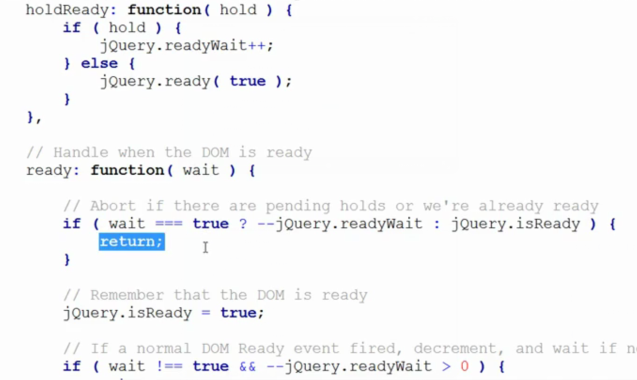 holdReady: function( hold ) {
if ( hold ) {
jQuery.readyWait++;
} else {
jQuery.ready( true );
}
},
// Handle when the DOM is ready
ready: function( wait ) {
// Abort if there are pending holds or we're already ready
if ( wait === true ? --jQuery.readyWait : jQuery.isReady ) {
return;
}
// Remember that the DOM is ready
jQuery.isReady = true;
// If a normal DOM Ready event fired, decrement, and wait if
if ( wait !== true && --jQuery.readyWait > 0 ) {